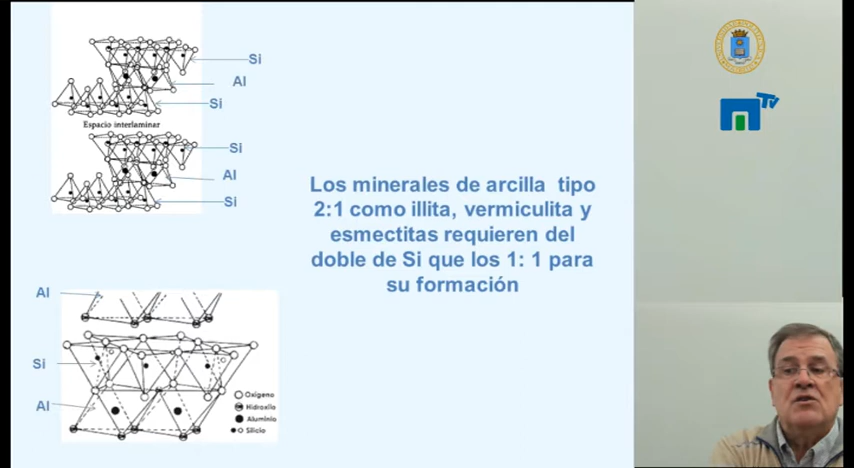 Si
Al
Si
Espacio interlaminar
Si
Al
Si
Los minerales de arcilla tipo
2:1 como illita, vermiculita y
esmectitas requieren del
doble de Si que los 1: 1 para
su formación
Al
Si
Al
Oxígeno
Hidroxilo
Aluminio
Silicio
TV